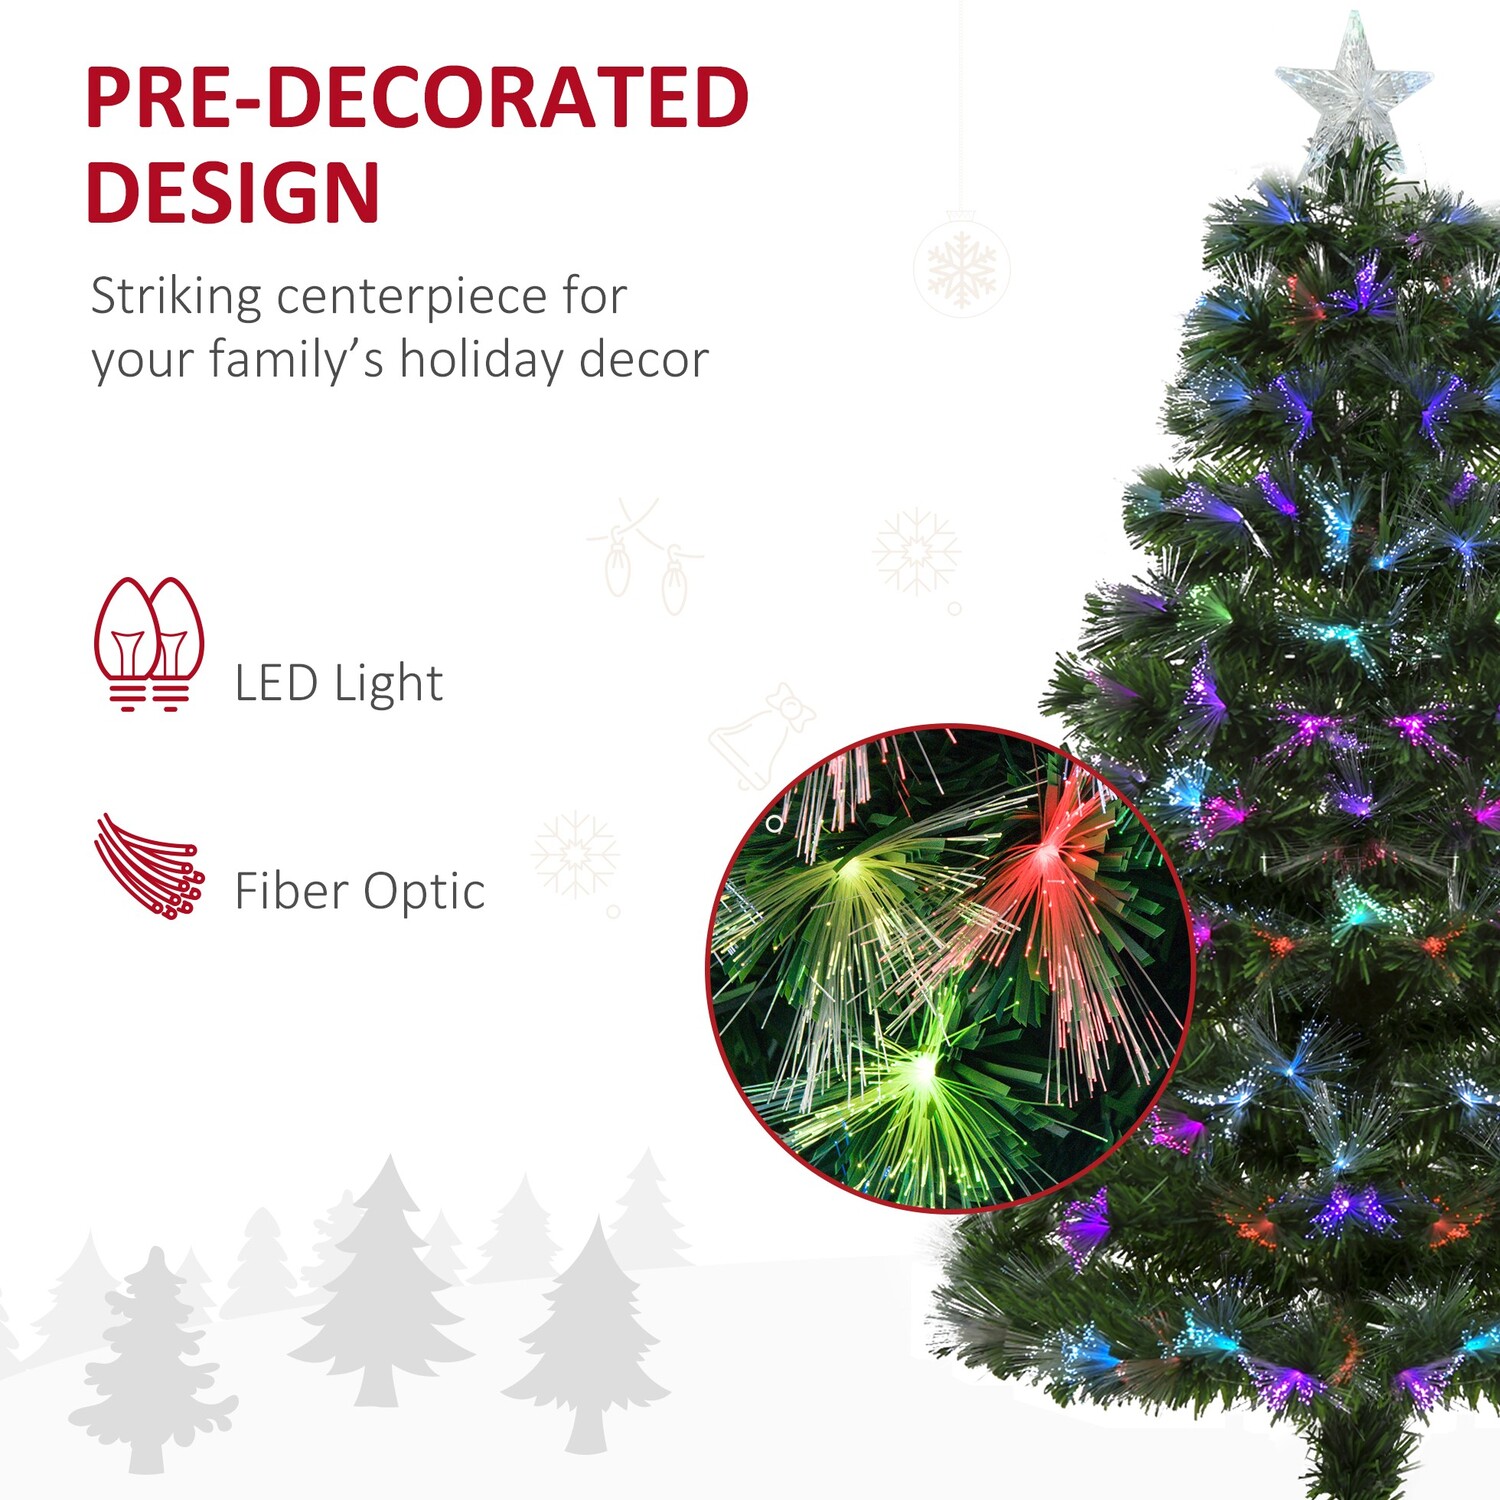 PRE-DECORATED
DESIGN
Striking centerpiece for
your family’s holiday decor
LED Light
Fiber Optic